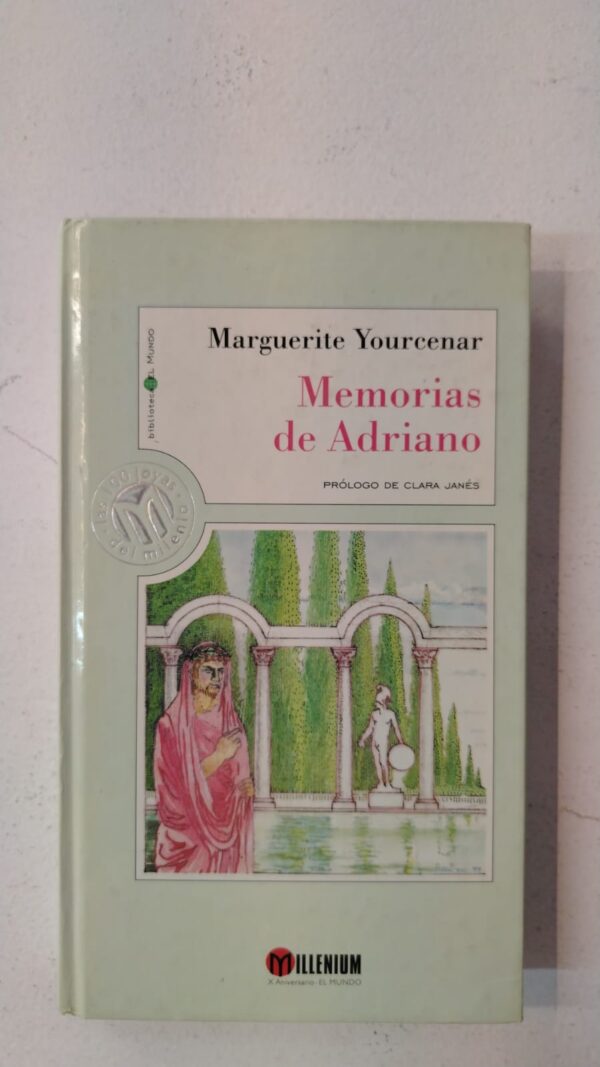 Marguerite Yourcenar
Memorias
de Adriano
PRÓLOGO DE CLARA JANÉS
biblioteca EL MUNDO
las 100 joyas
del milenio
MILLENIUM
X Aniversario - EL MUNDO